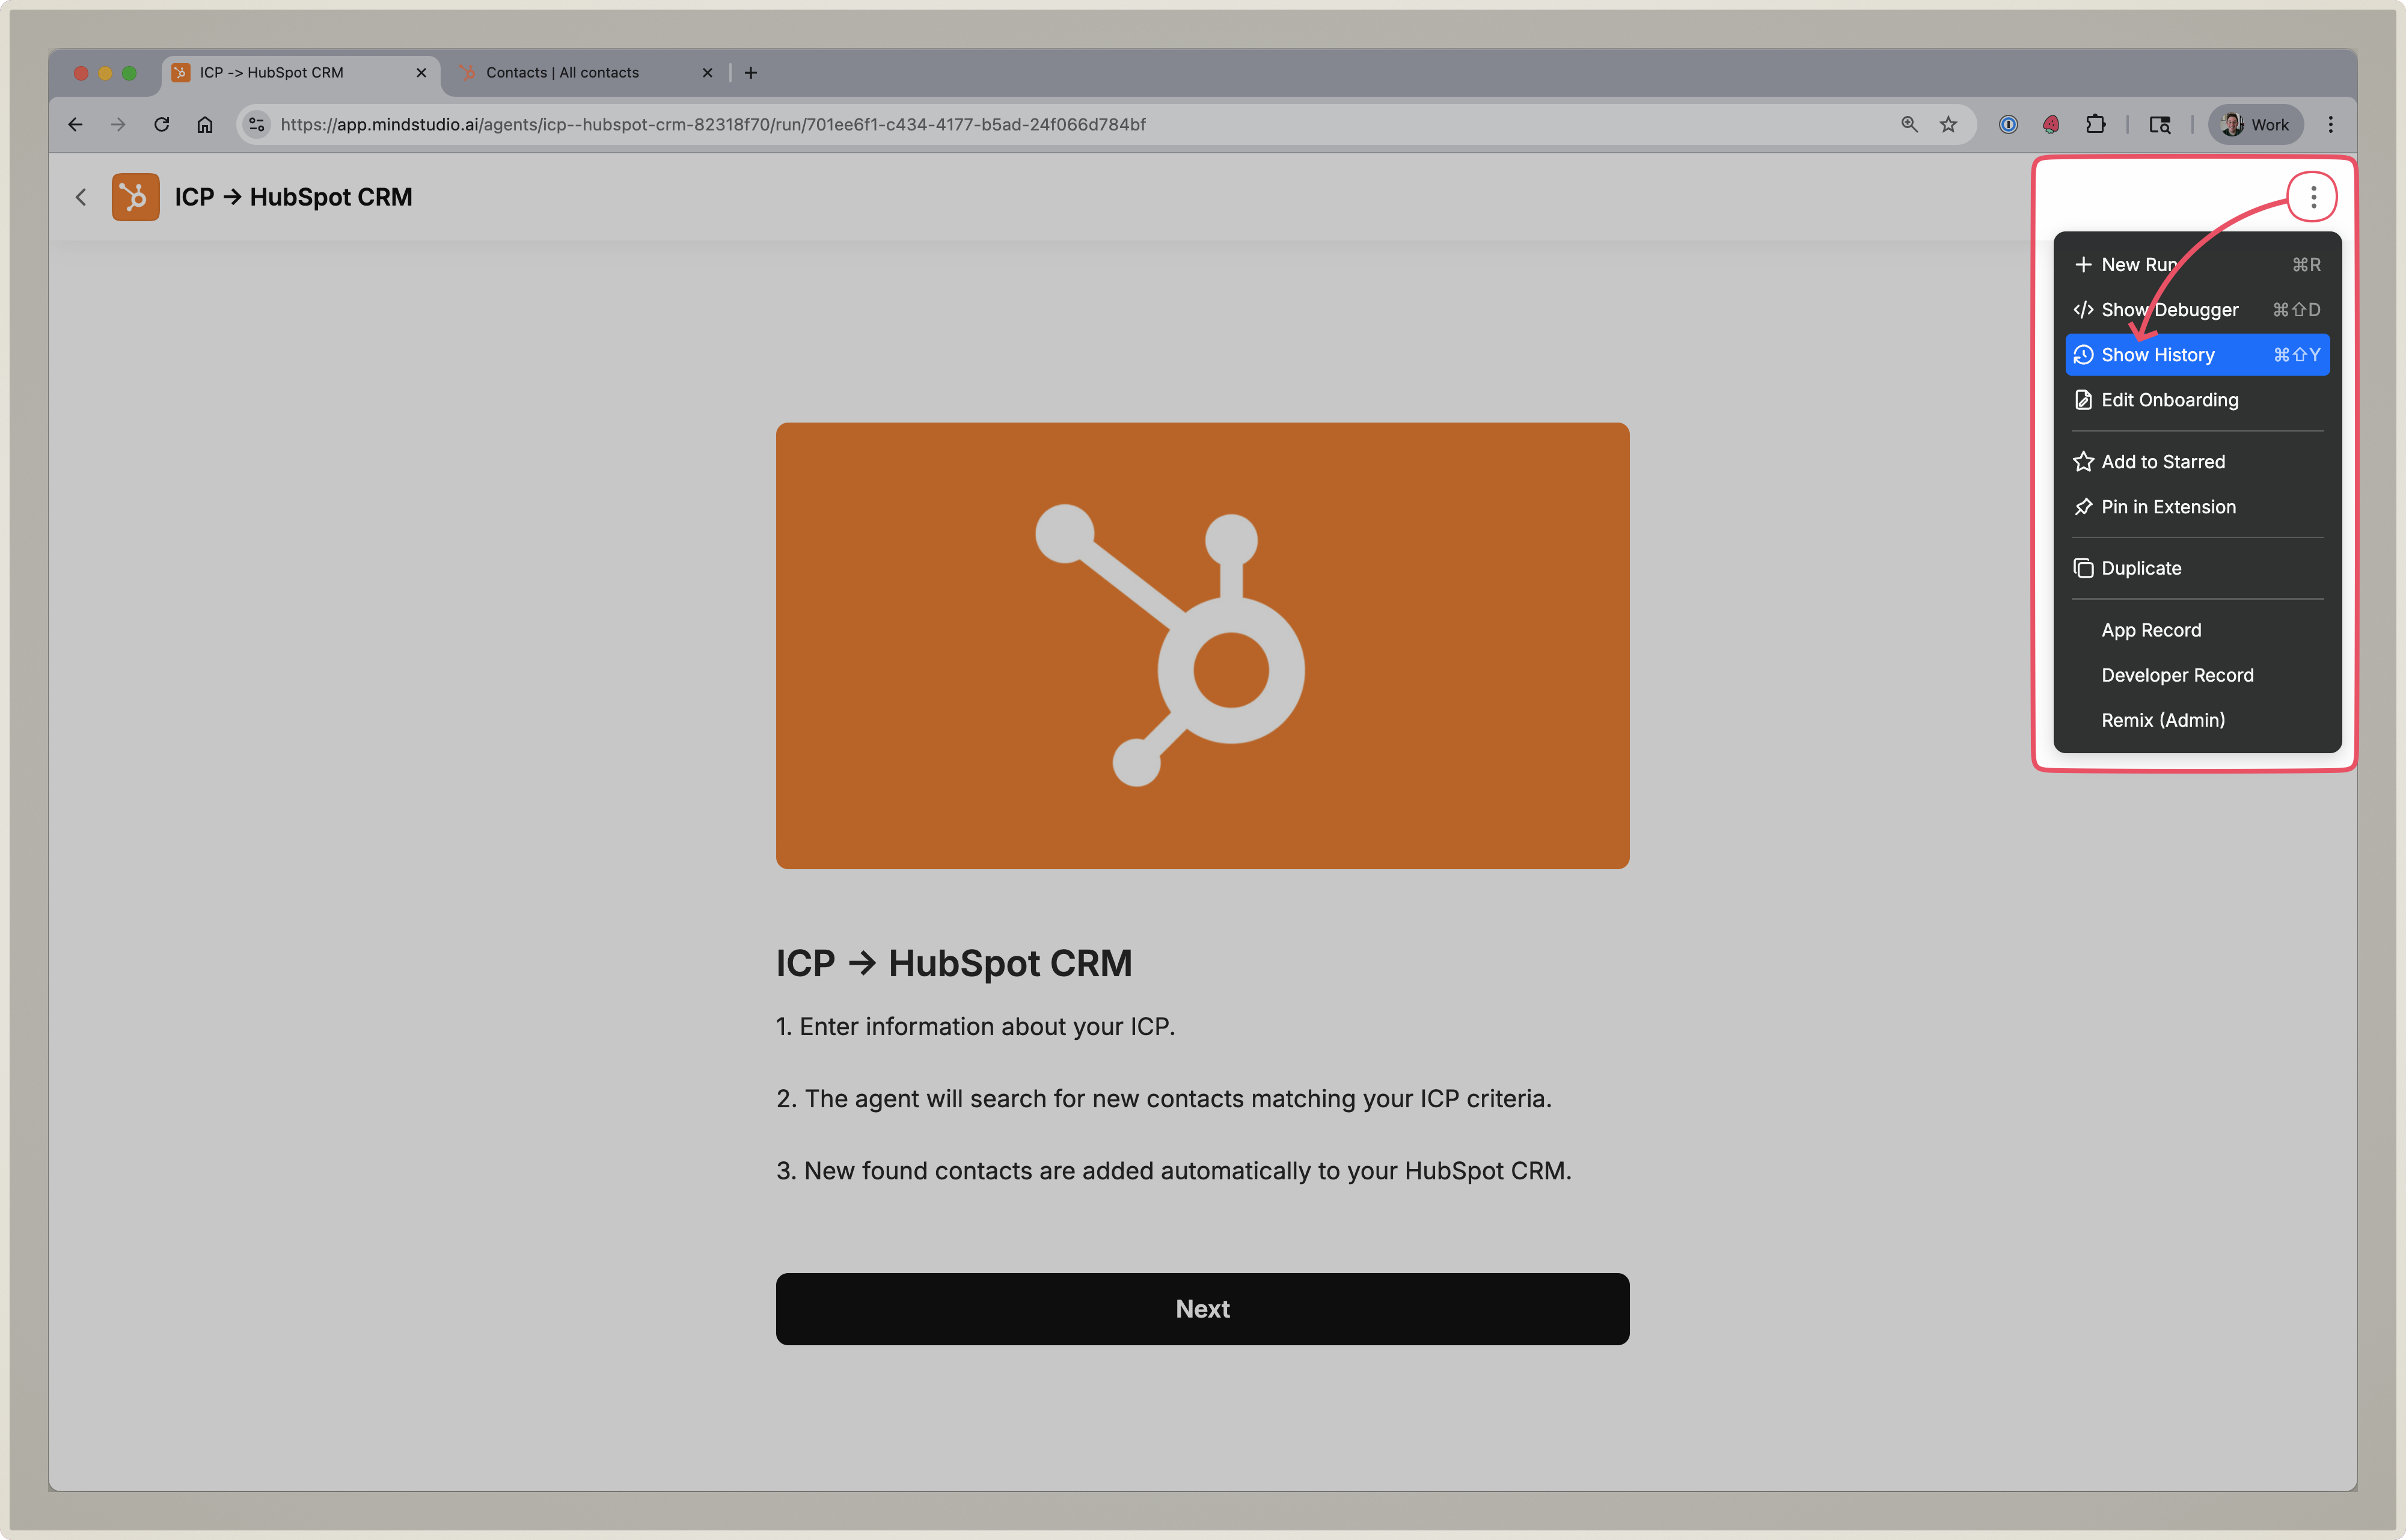 ICP -> HubSpot CRM
Contacts | All contacts
https://app.mindstudio.ai/agents/icp--hubspot-crm-82318f70/run/701ee6f1-c434-4177-b5ad-24f066d784bf
Work
ICP → HubSpot CRM
New Run ⌘R
Show Debugger ⌘⇧D
Show History ⌘⇧Y
Edit Onboarding
Add to Starred
Pin in Extension
Duplicate
App Record
Developer Record
Remix (Admin)
ICP → HubSpot CRM
1. Enter information about your ICP.
2. The agent will search for new contacts matching your ICP criteria.
3. New found contacts are added automatically to your HubSpot CRM.
Next